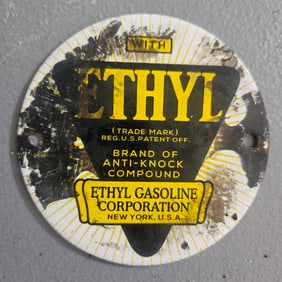 WITH
ETHYL
(TRADE MARK)
REG. U.S. PATENT OFF.
BRAND OF
ANTI-KNOCK
COMPOUND
ETHYL GASOLINE
CORPORATION
NEW YORK, U.S.A.